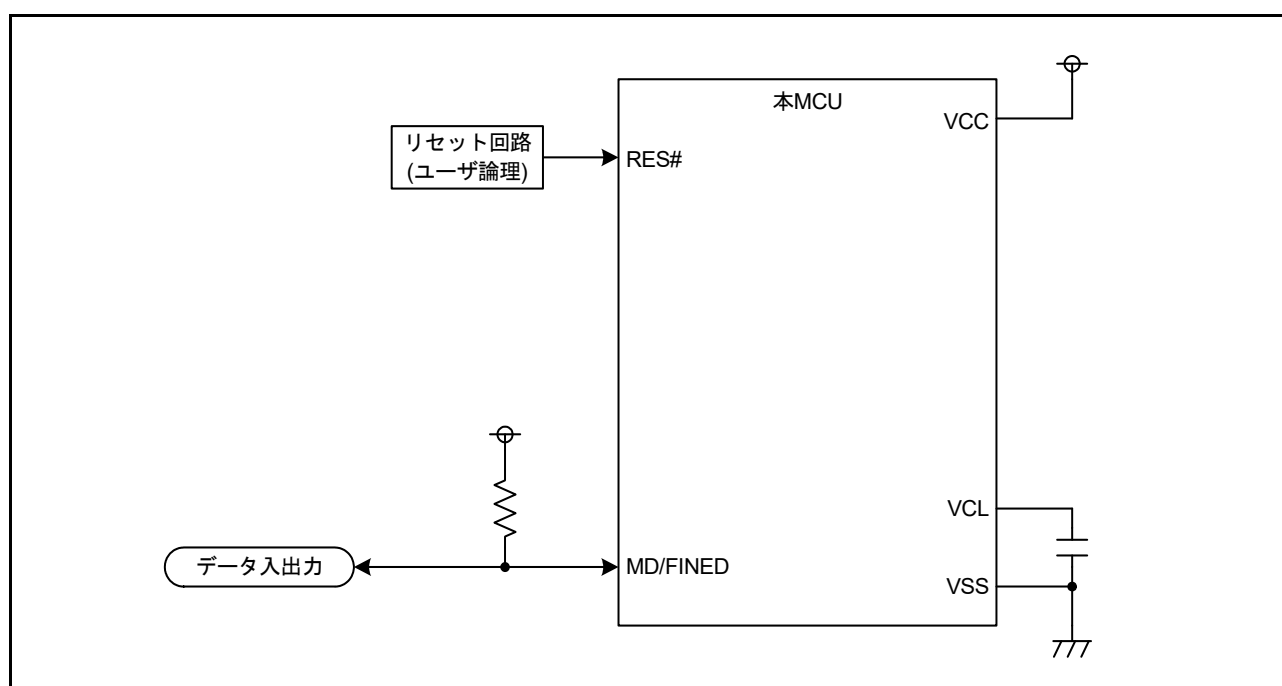 本MCU
VCC
リセット回路
(ユーザ論理)
RES#
VCL
データ入出力
MD/FINED
VSS